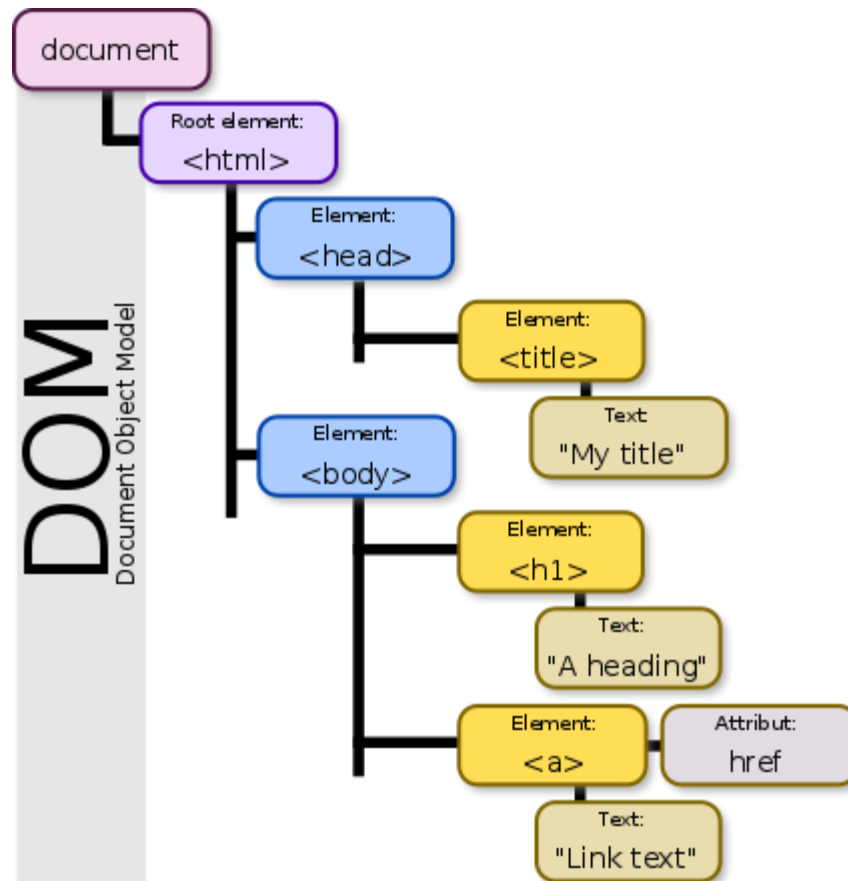 document
Root element:
<html>
Element:
<head>
Element:
<title>
Text
"My title"
Element:
<body>
Element:
<h1>
Text:
"A heading"
Element:
<a>
Attribut:
href
Text:
"Link text"
DOM
Document Object Model